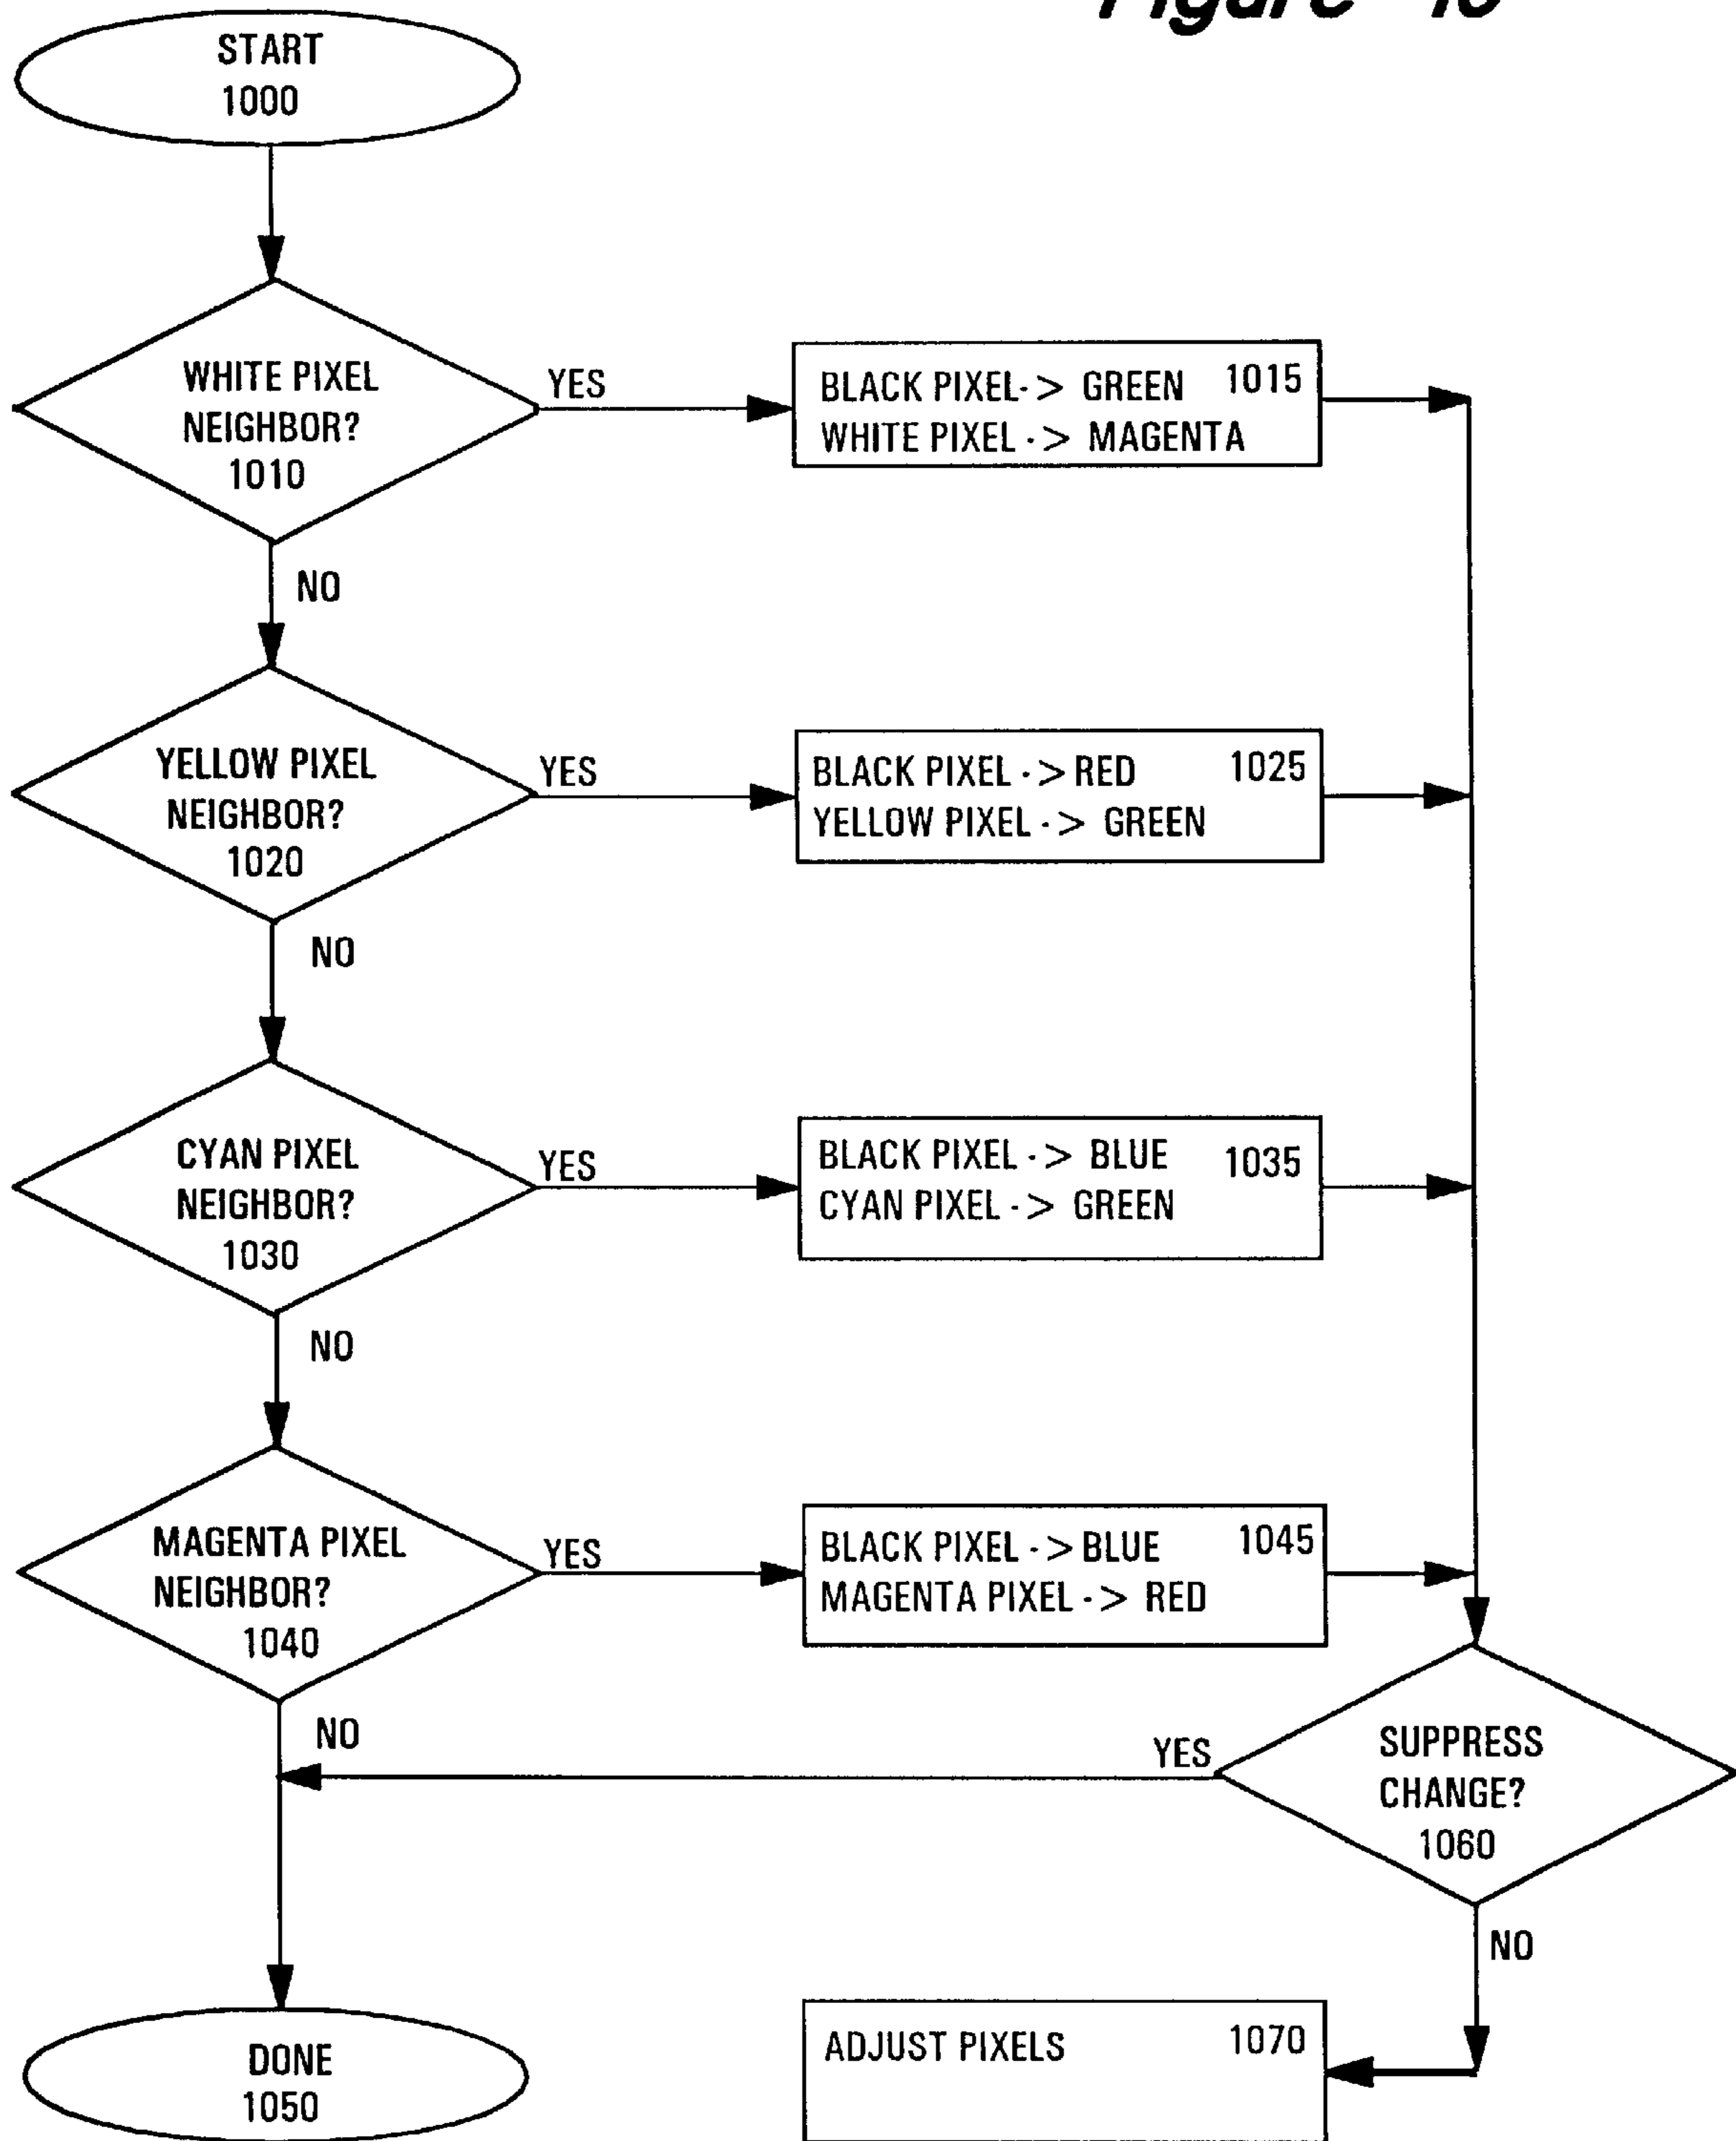 START
1000
WHITE PIXEL
NEIGHBOR?
1010
YES
BLACK PIXEL-> GREEN 1015
WHITE PIXEL -> MAGENTA
NO
YELLOW PIXEL
NEIGHBOR?
1020
YES
BLACK PIXEL -> RED 1025
YELLOW PIXEL -> GREEN
NO
CYAN PIXEL
NEIGHBOR?
1030
YES
BLACK PIXEL -> BLUE 1035
CYAN PIXEL -> GREEN
NO
MAGENTA PIXEL
NEIGHBOR?
1040
YES
BLACK PIXEL -> BLUE 1045
MAGENTA PIXEL -> RED
NO
YES
SUPPRESS
CHANGE?
1060
NO
DONE
1050
ADJUST PIXELS 1070